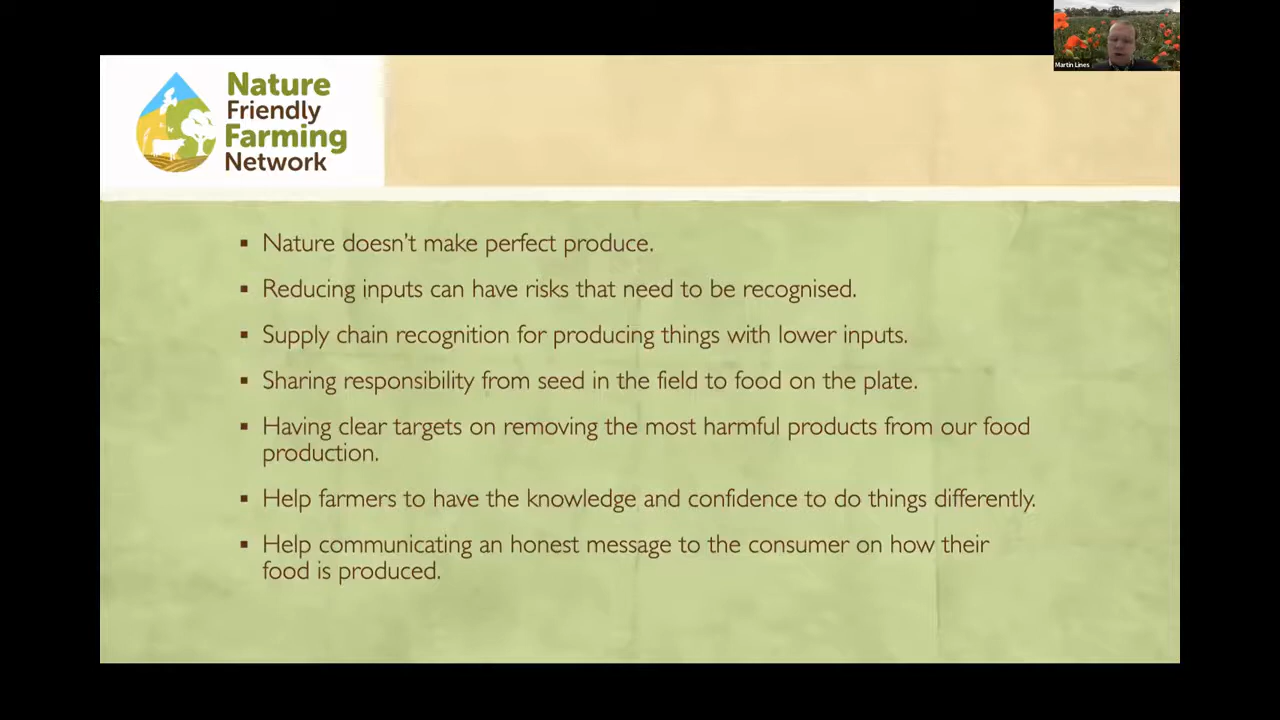 Martin Lines
Nature
Friendly
Farming
Network
▪ Nature doesn't make perfect produce.
▪ Reducing inputs can have risks that need to be recognised.
▪ Supply chain recognition for producing things with lower inputs.
▪ Sharing responsibility from seed in the field to food on the plate.
▪ Having clear targets on removing the most harmful products from our food
production.
▪ Help farmers to have the knowledge and confidence to do things differently.
▪ Help communicating an honest message to the consumer on how their
food is produced.